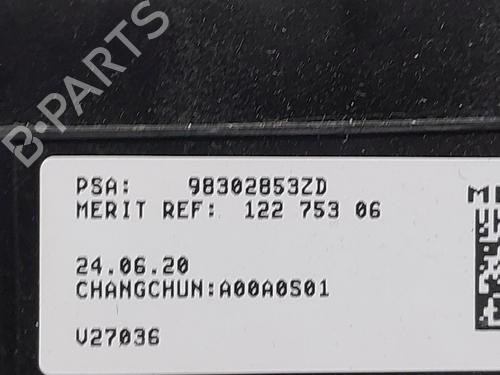 B-PARTS
PSA: 98302853ZD
MERIT REF: 122 753 06
24.06.20
CHANGCHUN:A00A0S01
V27036